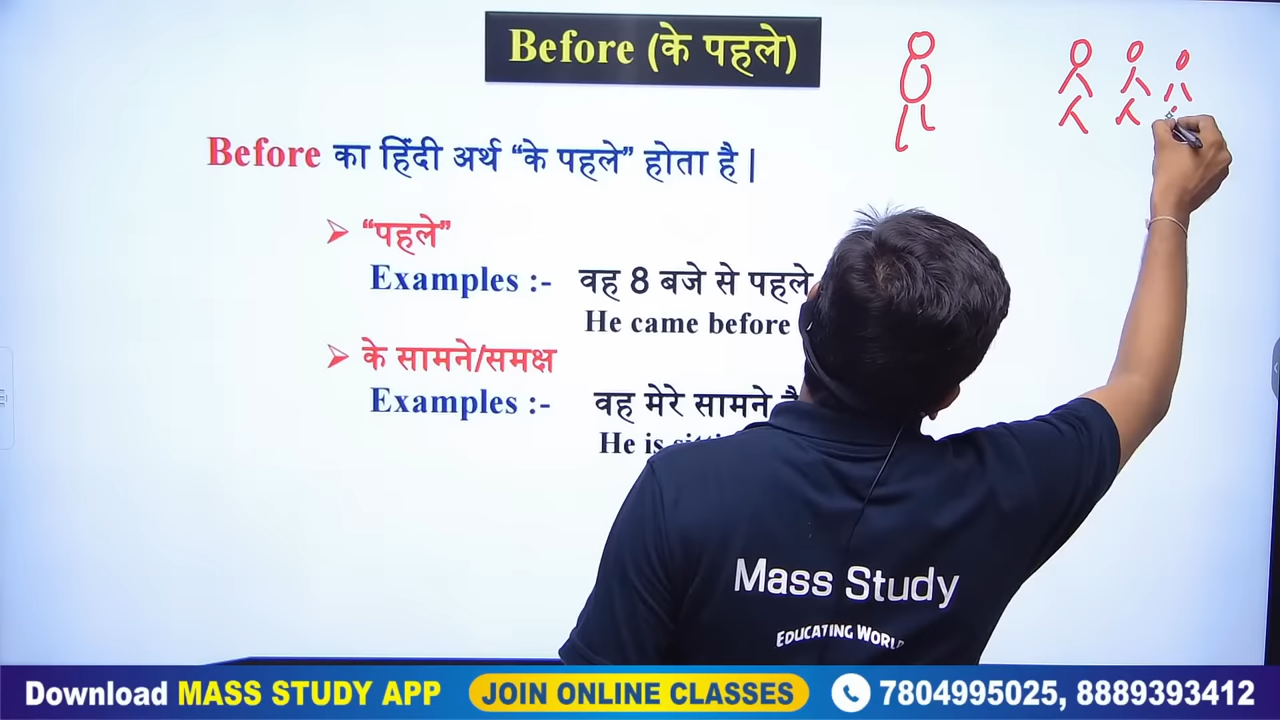 Before (के पहले)
Before का हिंदी अर्थ “के पहले” होता है |
“पहले”
Examples :- वह 8 बजे से पहले
He came before
के सामने/समक्ष
Examples :- वह मेरे सामने
He is
Mass Study
EDUCATING WORLD
Download MASS STUDY APP JOIN ONLINE CLASSES 7804995025, 8889393412